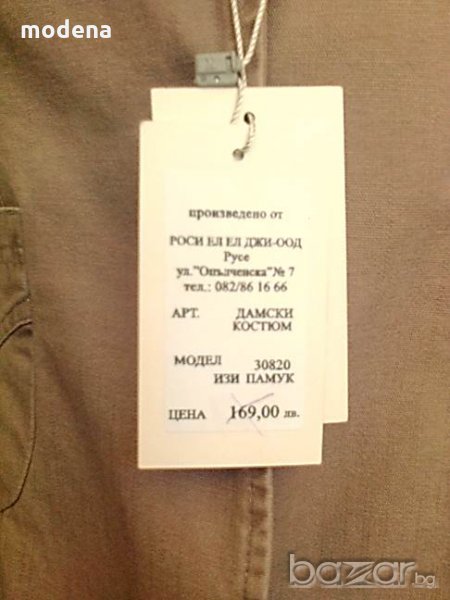 modena
произведено от
РОСИ ЕЛ ЕЛ ДЖИ-ООД
Русе
ул."Опълченска"№ 7
тел.: 082/86 16 66
АРТ. ДАМСКИ
КОСТЮМ
МОДЕЛ 30820
ИЗИ ПАМУК
ЦЕНА 169,00 лв.
bazar.bg